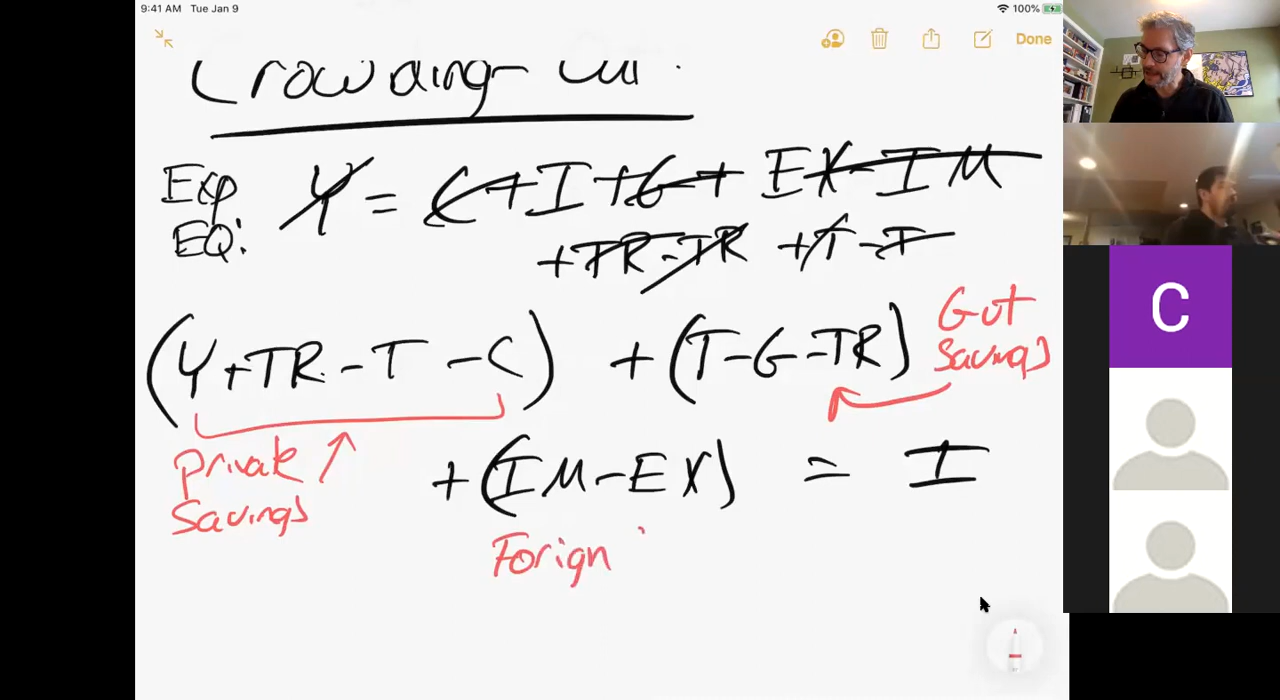 9:41 AM Tue Jan 9
100%
Done
Crowding-Out.
Exp
EQ: Y = C + I + G + EX - IM
+ TR - TR + T - T
(Y + TR - T - C) + (T - G - TR)
Gvt
Savings
Private
Savings
+ (IM - EX) = I
Forign
C